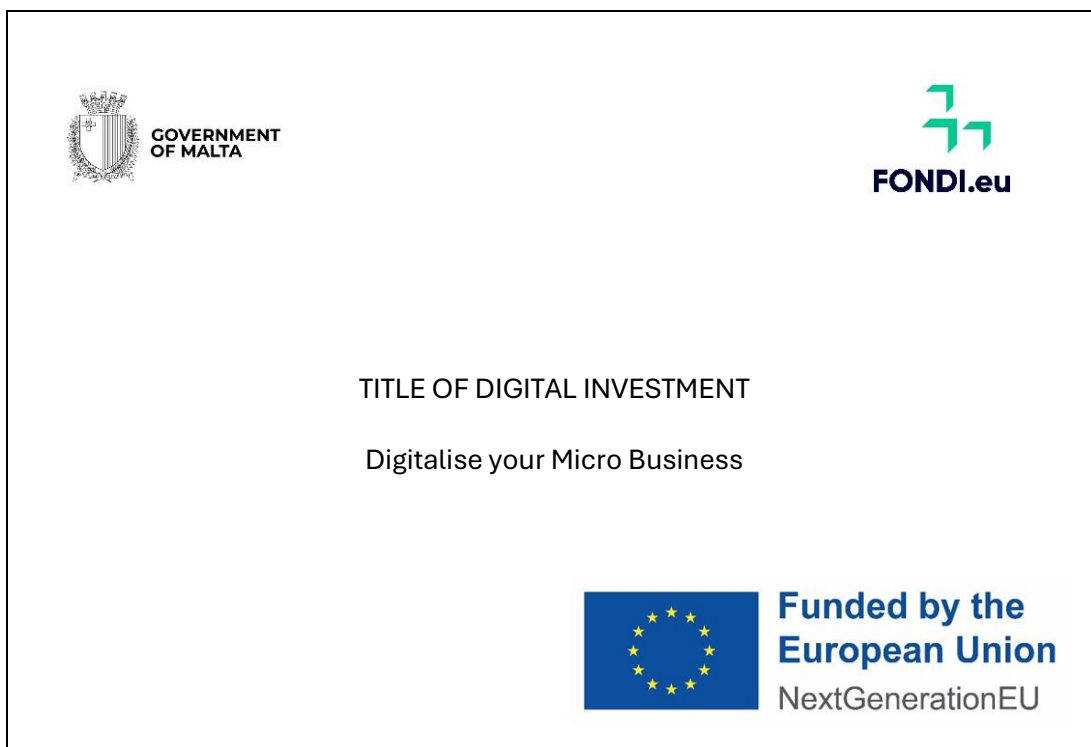 GOVERNMENT
OF MALTA
FONDI.eu
TITLE OF DIGITAL INVESTMENT
Digitalise your Micro Business
Funded by the
European Union
NextGenerationEU